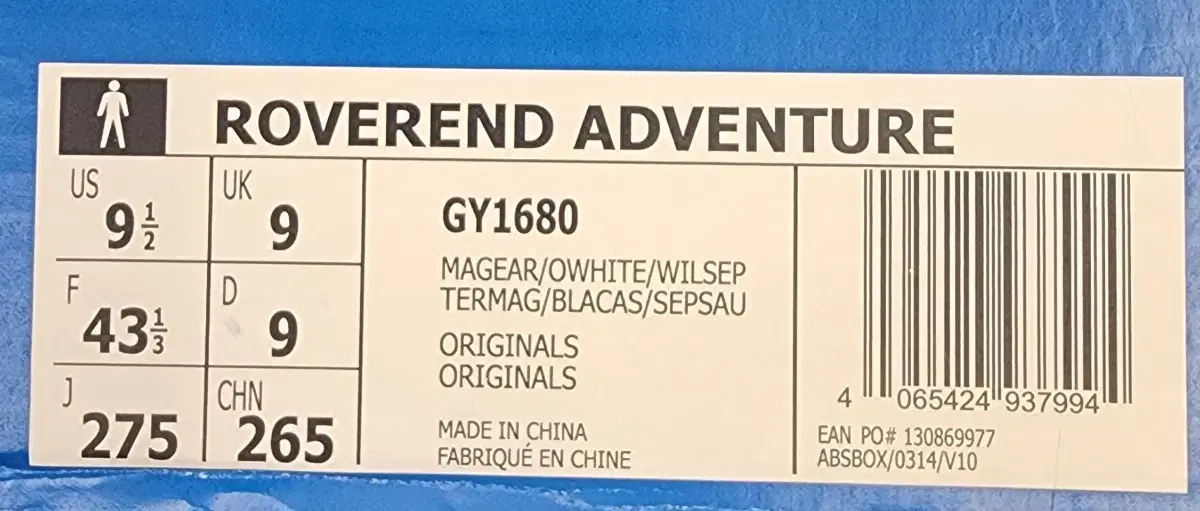 ROVEREND ADVENTURE
US
9 1/2
UK
9
F
43 1/3
D
9
J
275
CHN
265
GY1680
MAGEAR/OWHITE/WILSEP
TERMAG/BLACAS/SEPSAU
ORIGINALS
ORIGINALS
MADE IN CHINA
FABRIQUÉ EN CHINE
4 065424 937994
EAN PO# 130869977
ABSBOX/0314/V10